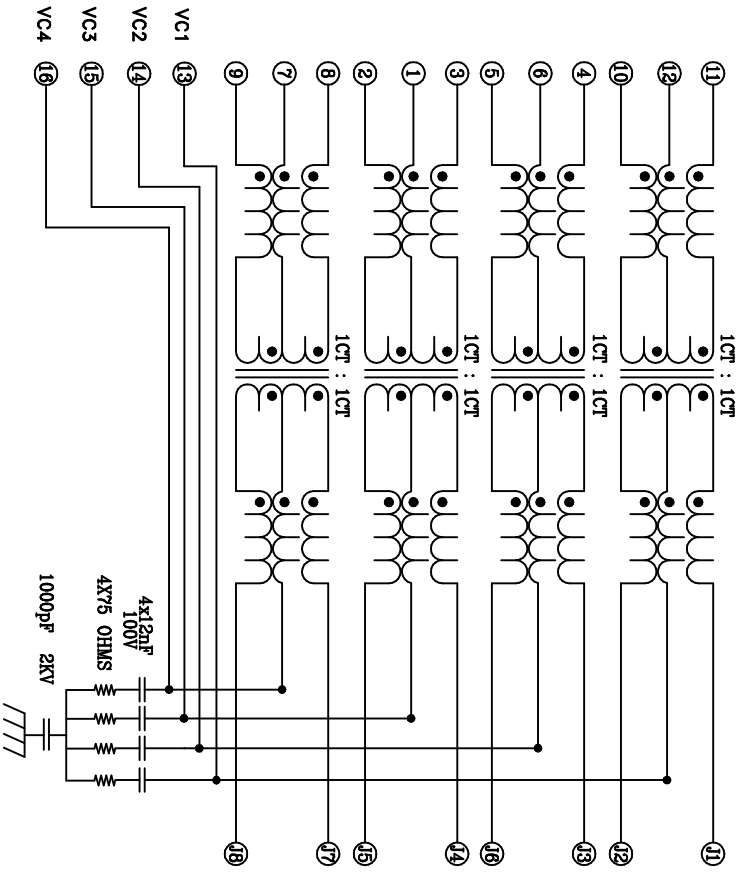 1CT : 1CT
11 J1
12
10 J2
1CT : 1CT
4 J3
6
5 J6
1CT : 1CT
3 J4
1
2 J5
1CT : 1CT
8 J7
7
9 J8
VC1 13
4x12nF
100V
VC2 14
4X75 OHMS
VC3 15
VC4 16
1000pF 2KV